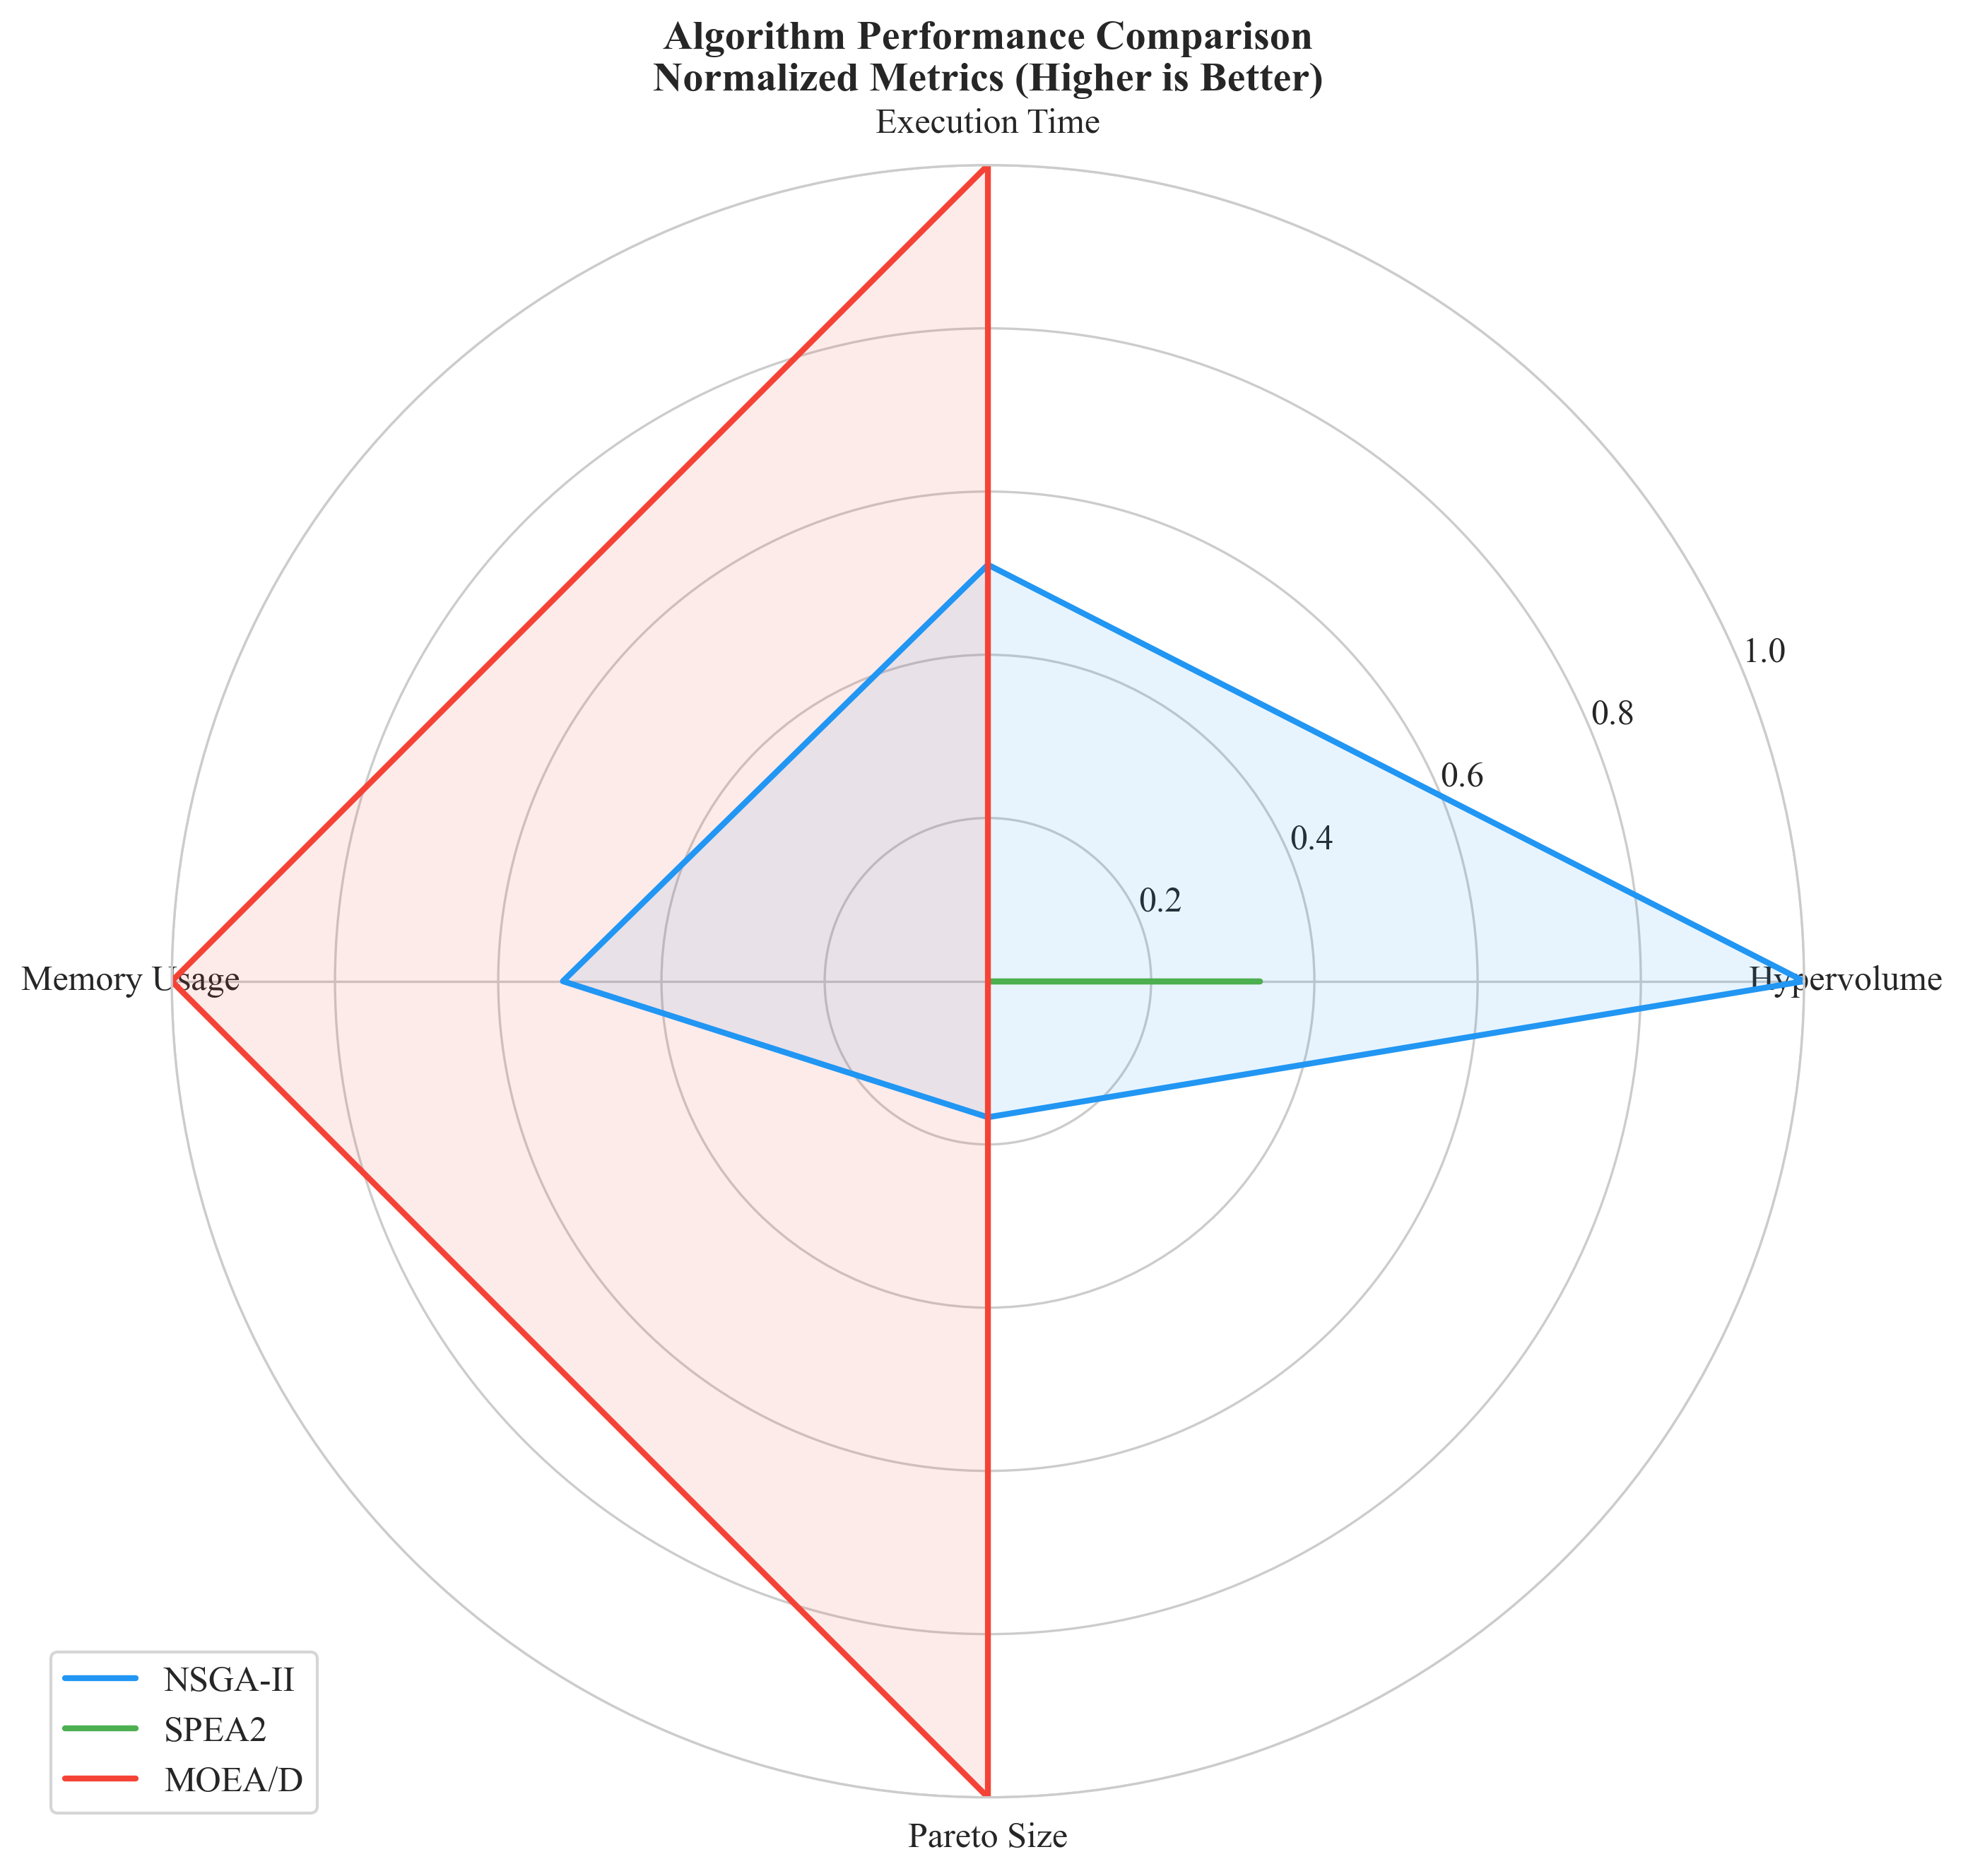 Algorithm Performance Comparison
Normalized Metrics (Higher is Better)
Execution Time
1.0
0.8
0.6
0.4
0.2
Memory Usage
Hypervolume
NSGA-II
SPEA2
MOEA/D
Pareto Size